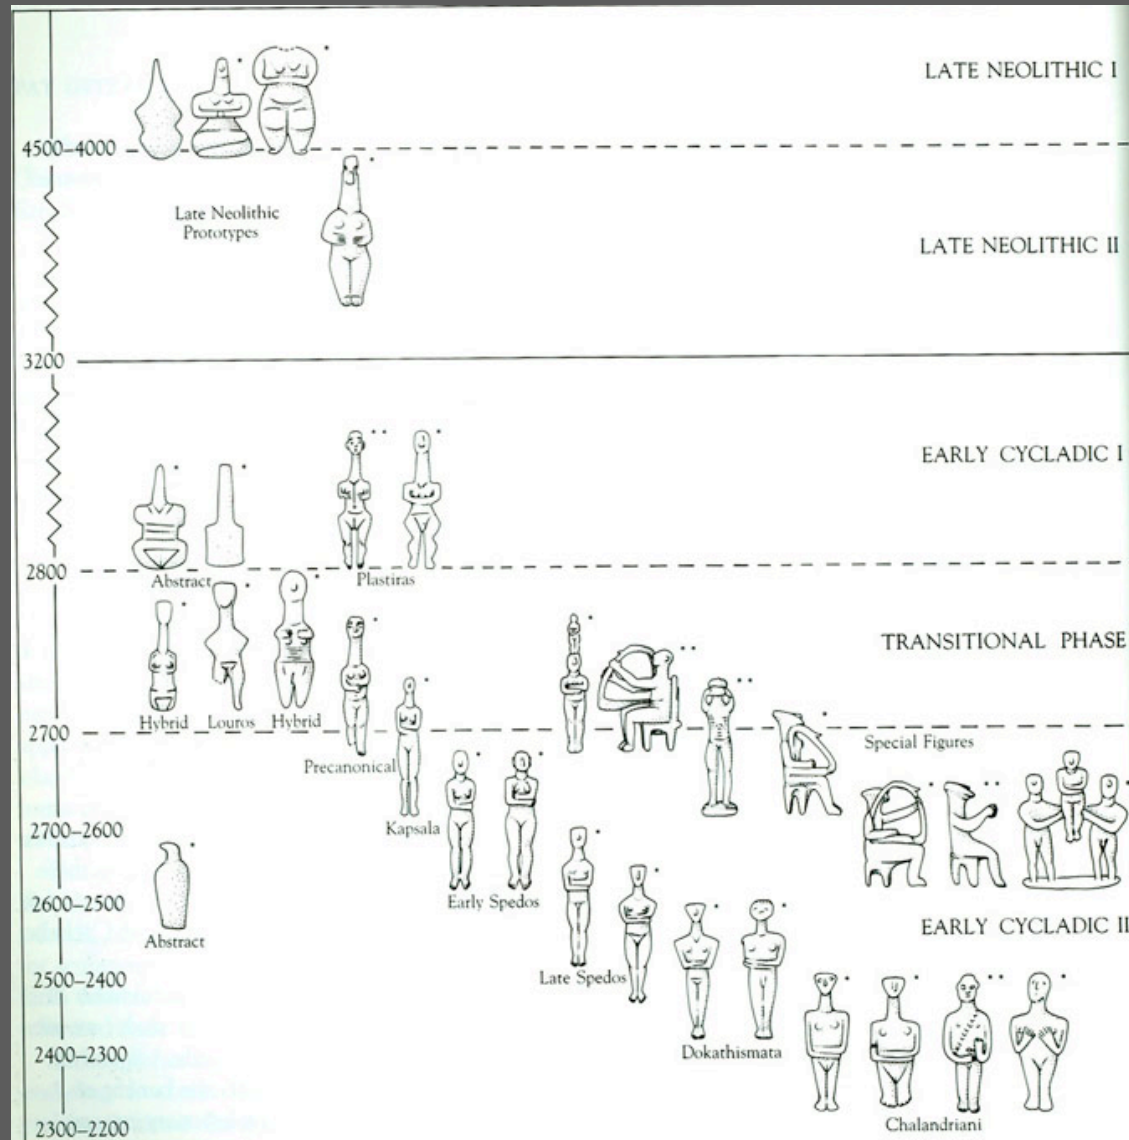 LATE NEOLITHIC I
4500–4000
Late Neolithic
Prototypes
LATE NEOLITHIC II
3200
EARLY CYCLADIC I
2800
Abstract
Plastiras
TRANSITIONAL PHASE
Hybrid
Louros
Hybrid
2700
Special Figures
Precanonical
Kapsala
2700–2600
Early Spedos
2600–2500
EARLY CYCLADIC II
Abstract
2500–2400
Late Spedos
2400–2300
Dokathismata
Chalandriani
2300–2200